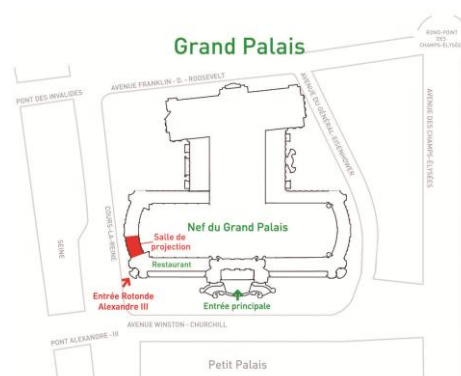 Grand Palais
ROND-POINT
DES
CHAMPS-ELYSÉES
AVENUE FRANKLIN - D. - ROOSEVELT
PONT DES INVALIDES
AVENUE DU GÉNÉRAL-EISENHOWER
AVENUE DES CHAMPS-ELYSÉES
COURS-LA-REINE
SEINE
Nef du Grand Palais
Salle de
projection
Restaurant
Entrée Rotonde
Alexandre III
Entrée principale
AVENUE WINSTON - CHURCHILL
PONT ALEXANDRE - III
Petit Palais